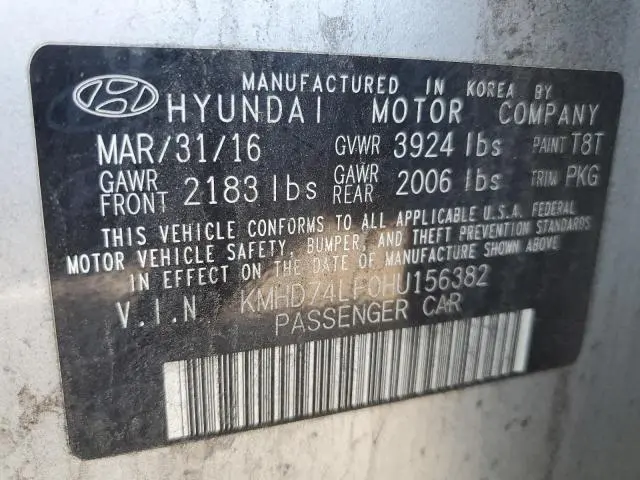 MANUFACTURED IN KOREA BY
HYUNDAI MOTOR COMPANY
MAR/31/16 GVWR 3924 lbs PAINT T8T
GAWR FRONT 2183 lbs GAWR REAR 2006 lbs TRIM PKG
THIS VEHICLE CONFORMS TO ALL APPLICABLE U.S.A. FEDERAL
MOTOR VEHICLE SAFETY, BUMPER, AND THEFT PREVENTION STANDARDS
IN EFFECT ON THE DATE OF MANUFACTURE SHOWN ABOVE
V.I.N. KMHD74LF0HU156382
PASSENGER CAR